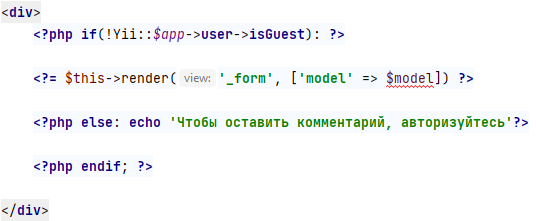 <div>
<?php if(!Yii::$app->user->isGuest): ?>
<?= $this->render( view: '_form', ['model' => $model]) ?>
<?php else: echo 'Чтобы оставить комментарий, авторизуйтесь'?>
<?php endif; ?>
</div>